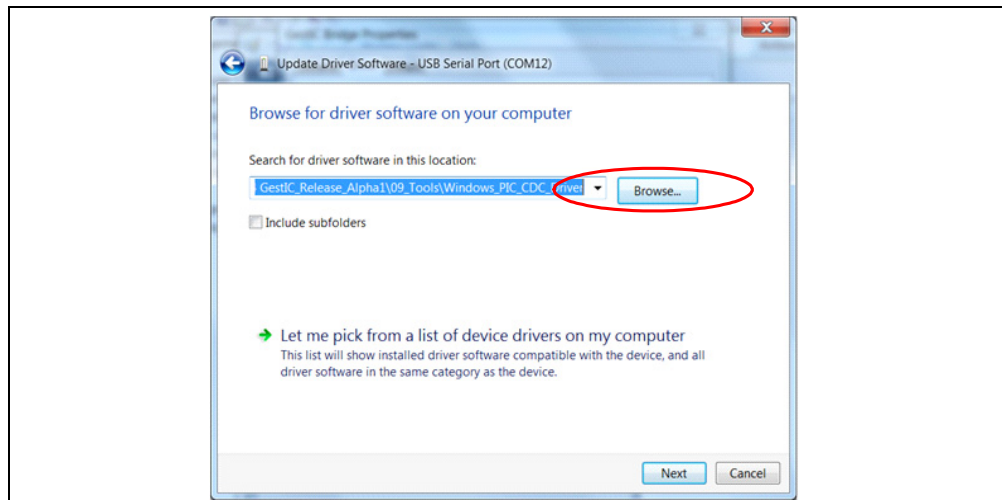 GestIC Bridge Properties
Update Driver Software - USB Serial Port (COM12)
Browse for driver software on your computer
Search for driver software in this location:
GestIC_Release_Alpha1\09_Tools\Windows_PIC_CDC_Driver
Browse...
Include subfolders
Let me pick from a list of device drivers on my computer
This list will show installed driver software compatible with the device, and all
driver software in the same category as the device.
Next
Cancel